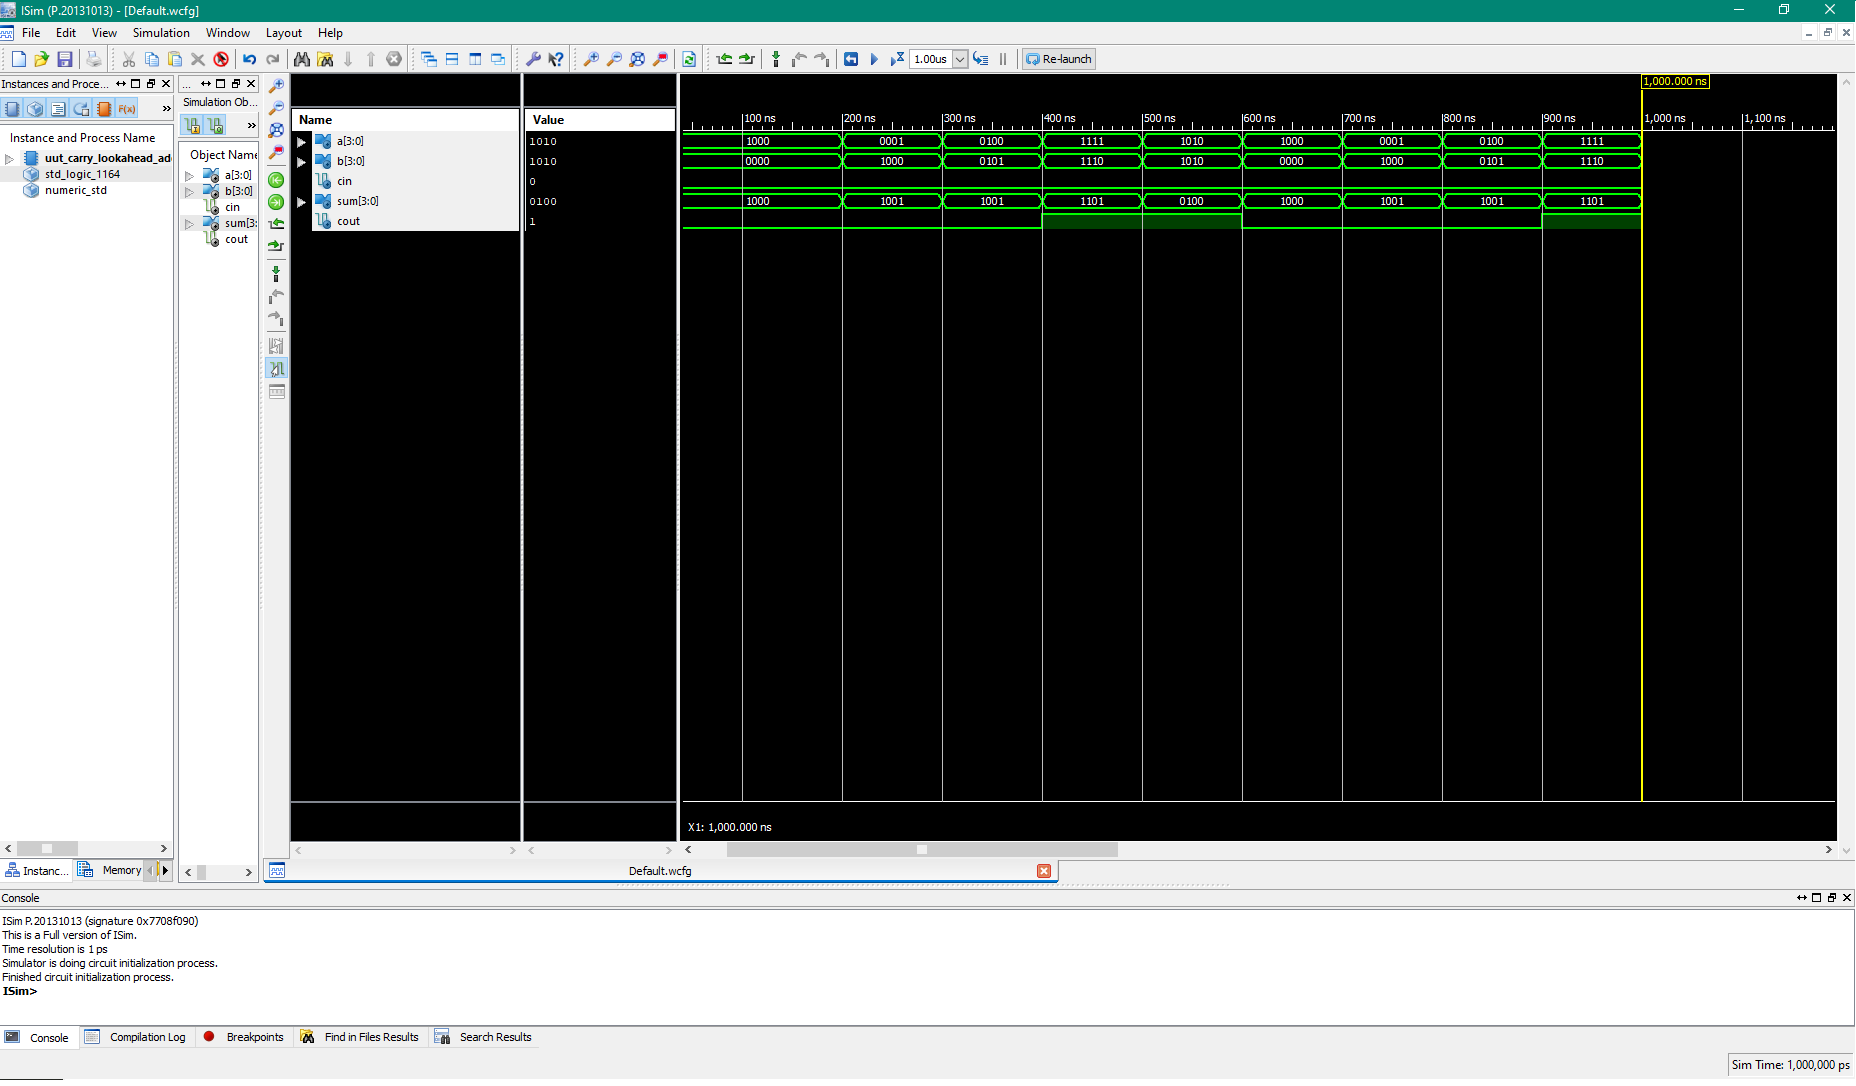 ISim (P.20131013) - [Default.wcfg]
File Edit View Simulation Window Layout Help
1.00us Re-launch
Instances and Proce...
Instance and Process Name
uut_carry_lookahead_ad
std_logic_1164
numeric_std
Instanc... Memory
...
Simulation Ob...
Object Name
a[3:0]
b[3:0]
cin
sum[3:
cout
Name Value
a[3:0] 1010
b[3:0] 1010
cin 0
sum[3:0] 0100
cout 1
1,000.000 ns
100 ns 200 ns 300 ns 400 ns 500 ns 600 ns 700 ns 800 ns 900 ns 1,000 ns 1,100 ns
1000 0001 0100 1111 1010 1000 0001 0100 1111
0000 1000 0101 1110 1010 0000 1000 0101 1110
1000 1001 1001 1101 0100 1000 1001 1001 1101
X1: 1,000.000 ns
Default.wcfg
Console
ISim P.20131013 (signature 0x7708f090)
This is a Full version of ISim.
Time resolution is 1 ps
Simulator is doing circuit initialization process.
Finished circuit initialization process.
ISim>
Console Compilation Log Breakpoints Find in Files Results Search Results
Sim Time: 1,000,000 ps